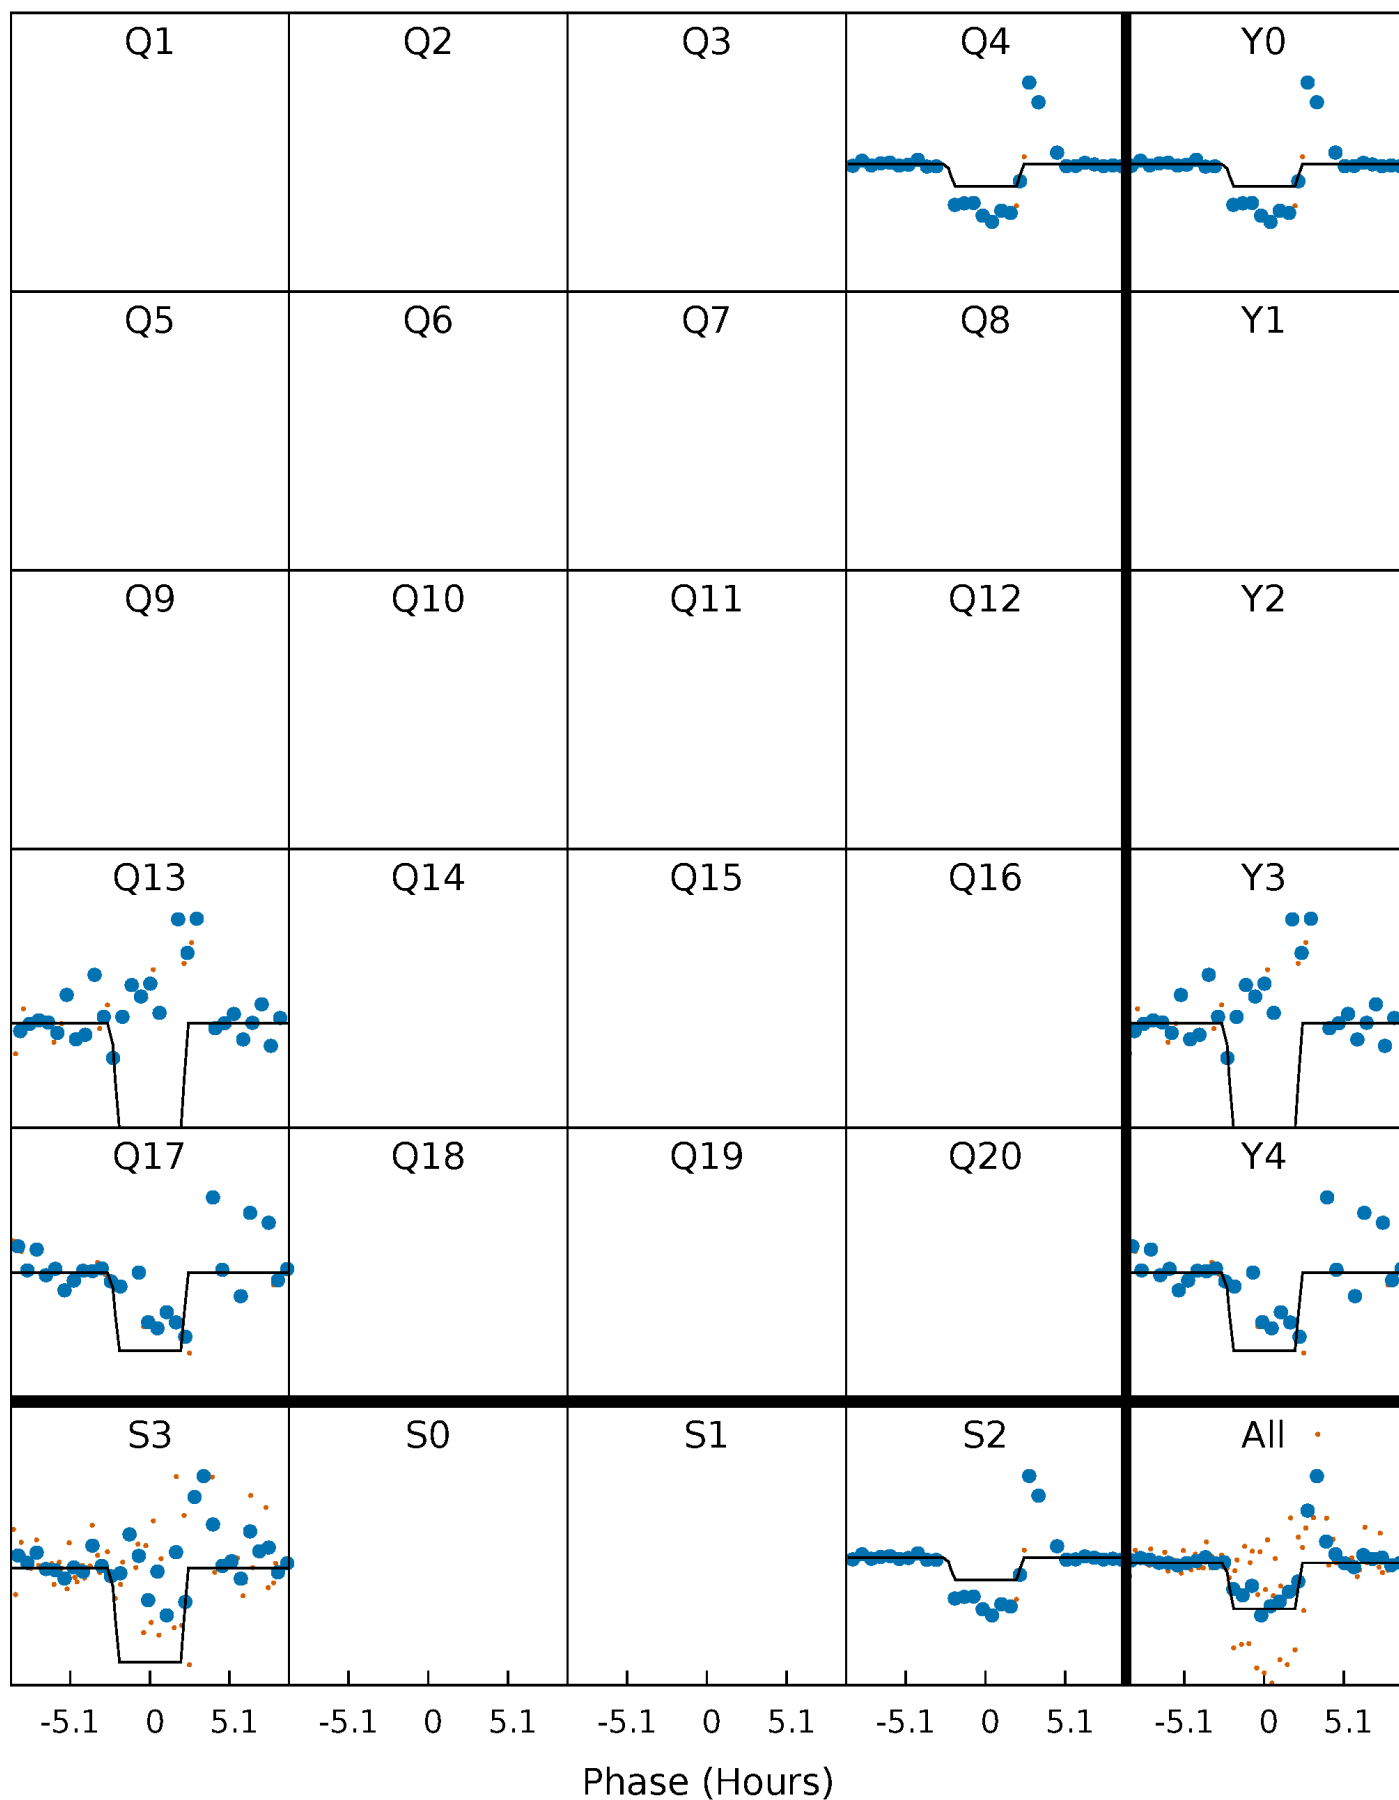 Q1 Q2 Q3 Q4 Y0
Q5 Q6 Q7 Q8 Y1
Q9 Q10 Q11 Q12 Y2
Q13 Q14 Q15 Q16 Y3
Q17 Q18 Q19 Q20 Y4
S3 S0 S1 S2 All
-5.1 0 5.1 -5.1 0 5.1 -5.1 0 5.1 -5.1 0 5.1 -5.1 0 5.1
Phase (Hours)